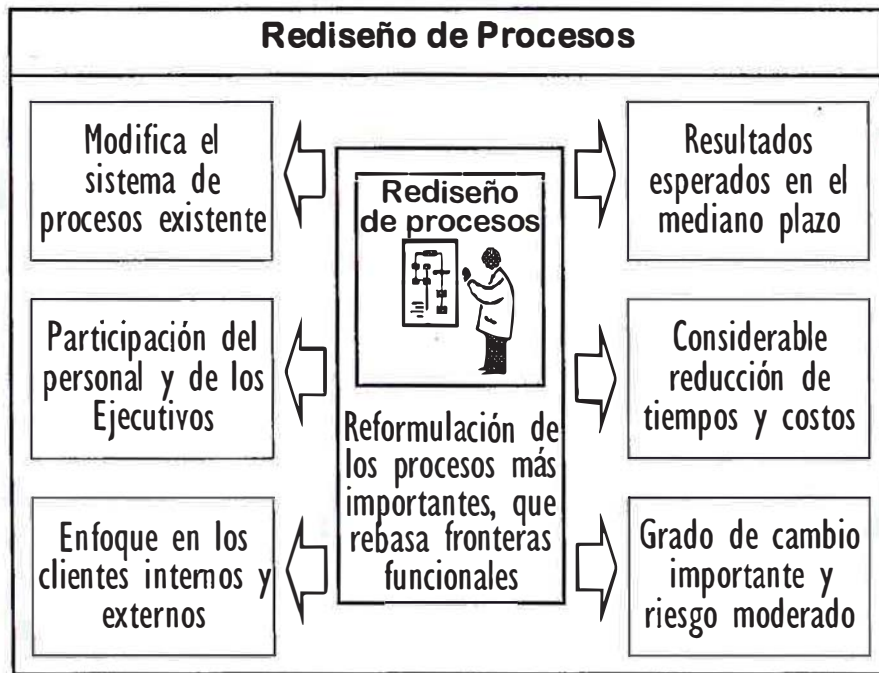 Rediseño de Procesos
Modifica el
sistema de
procesos existente
Participación del
personal y de los
Ejecutivos
Enfoque en los
clientes internos y
externos
Rediseño
de procesos
Reformulación de
los procesos más
importantes, que
rebasa fronteras
funcionales
Resultados
esperados en el
mediano plazo
Considerable
reducción de
tiempos y costos
Grado de cambio
importante y
riesgo moderado